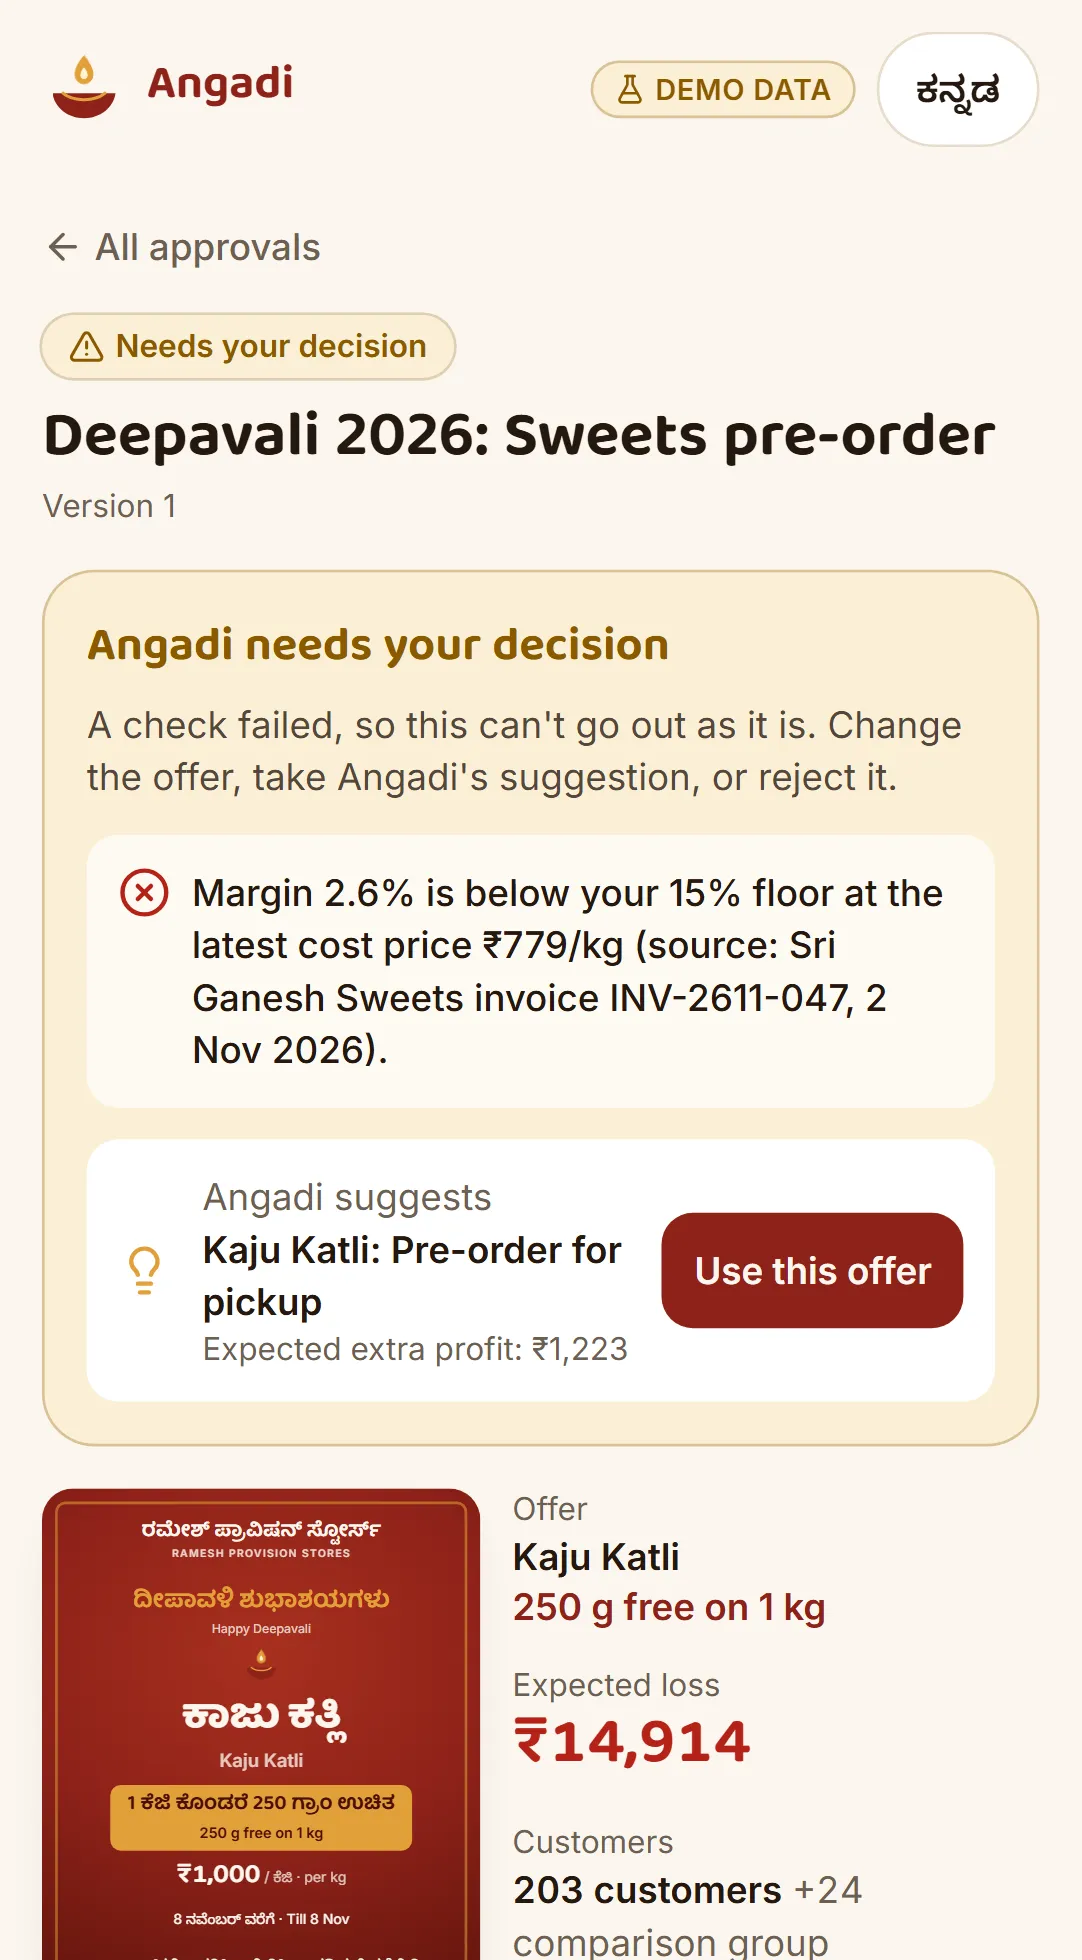 Angadi
DEMO DATA
ಕನ್ನಡ
← All approvals
Needs your decision
Deepavali 2026: Sweets pre-order
Version 1
Angadi needs your decision
A check failed, so this can't go out as it is. Change
the offer, take Angadi's suggestion, or reject it.
Margin 2.6% is below your 15% floor at the
latest cost price ₹779/kg (source: Sri
Ganesh Sweets invoice INV-2611-047, 2
Nov 2026).
Angadi suggests
Kaju Katli: Pre-order for
pickup
Expected extra profit: ₹1,223
Use this offer
ರಮೇಶ್ ಪ್ರಾವಿಷನ್ ಸ್ಟೋರ್ಸ್
RAMESH PROVISION STORES
ದೀಪಾವಳಿ ಶುಭಾಶಯಗಳು
Happy Deepavali
ಕಾಜು ಕತ್ಲಿ
Kaju Katli
1 ಕೆಜಿ ಕೊಂಡರೆ 250 ಗ್ರಾಂ ಉಚಿತ
250 g free on 1 kg
₹1,000 / ಕೆಜಿ · per kg
8 ನವೆಂಬರ್ ವರೆಗೆ · Till 8 Nov
Offer
Kaju Katli
250 g free on 1 kg
Expected loss
₹14,914
Customers
203 customers +24
comparison group